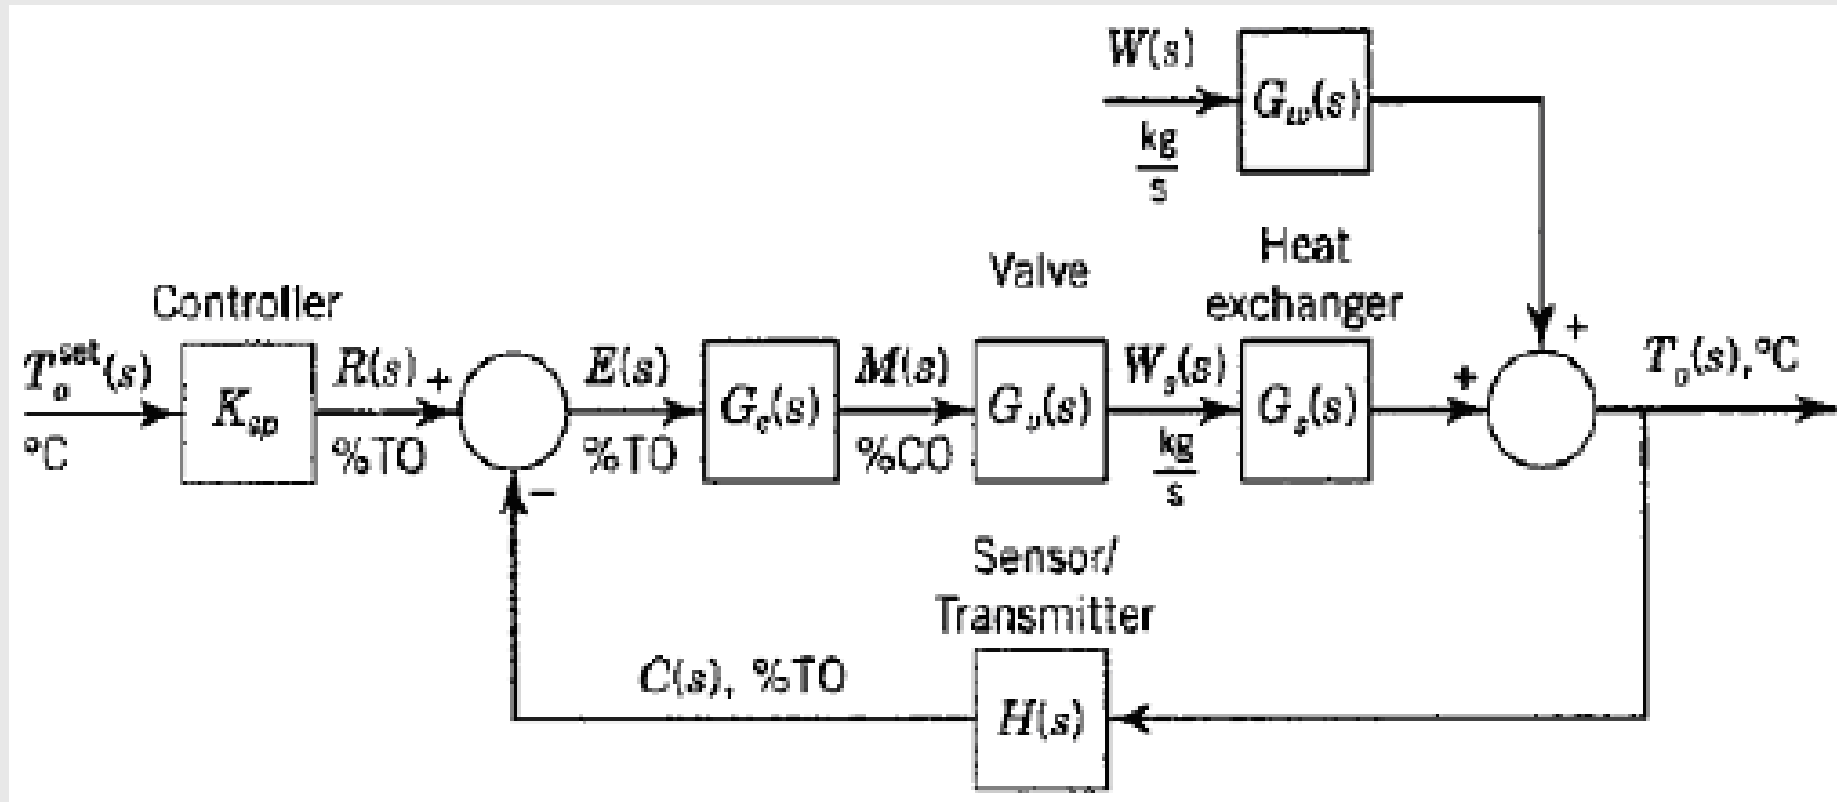 W(s)
G_w(s)
kg
s
Heat
exchanger
Valve
Controller
T_o^set(s)
°C
K_sp
R(s)
+
%TO
E(s)
%TO
G_c(s)
M(s)
%CO
G_v(s)
W_s(s)
kg
s
G_s(s)
+
+
T_o(s), °C
−
Sensor/
Transmitter
C(s), %TO
H(s)